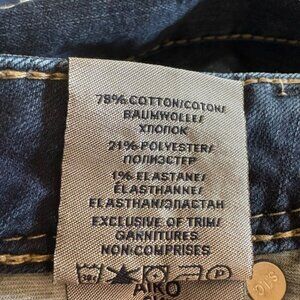 78% COTTON/COTON/
BAUMWOLLE/
ХЛОПОК
21% POLYESTER/
ПОЛИЭСТЕР
1% ELASTANE/
ÉLASTHANNE/
ELASTHAN/ЭЛАСТАН
EXCLUSIVE OF TRIM/
GARNITURES
NON COMPRISES
AIKO